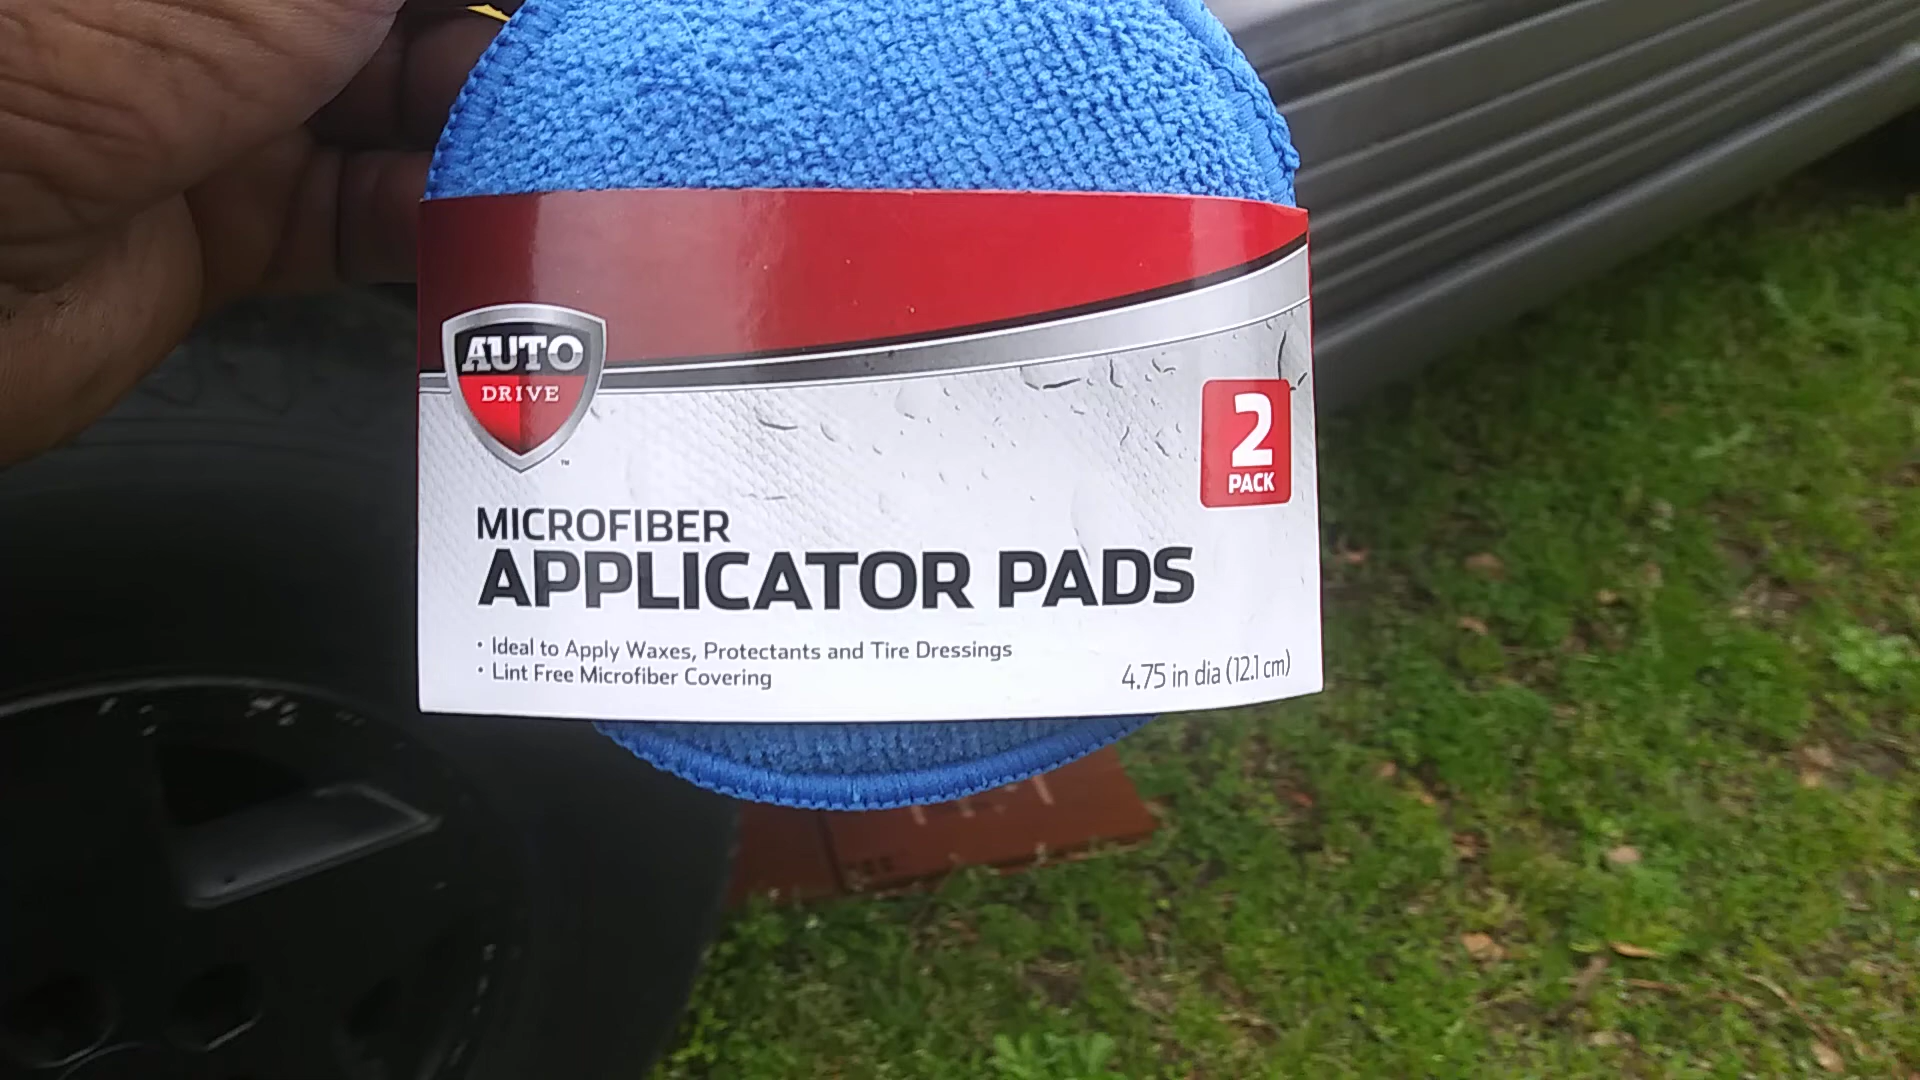 AUTO
DRIVE
™
2
PACK
MICROFIBER
APPLICATOR PADS
· Ideal to Apply Waxes, Protectants and Tire Dressings
· Lint Free Microfiber Covering
4.75 in dia (12.1 cm)